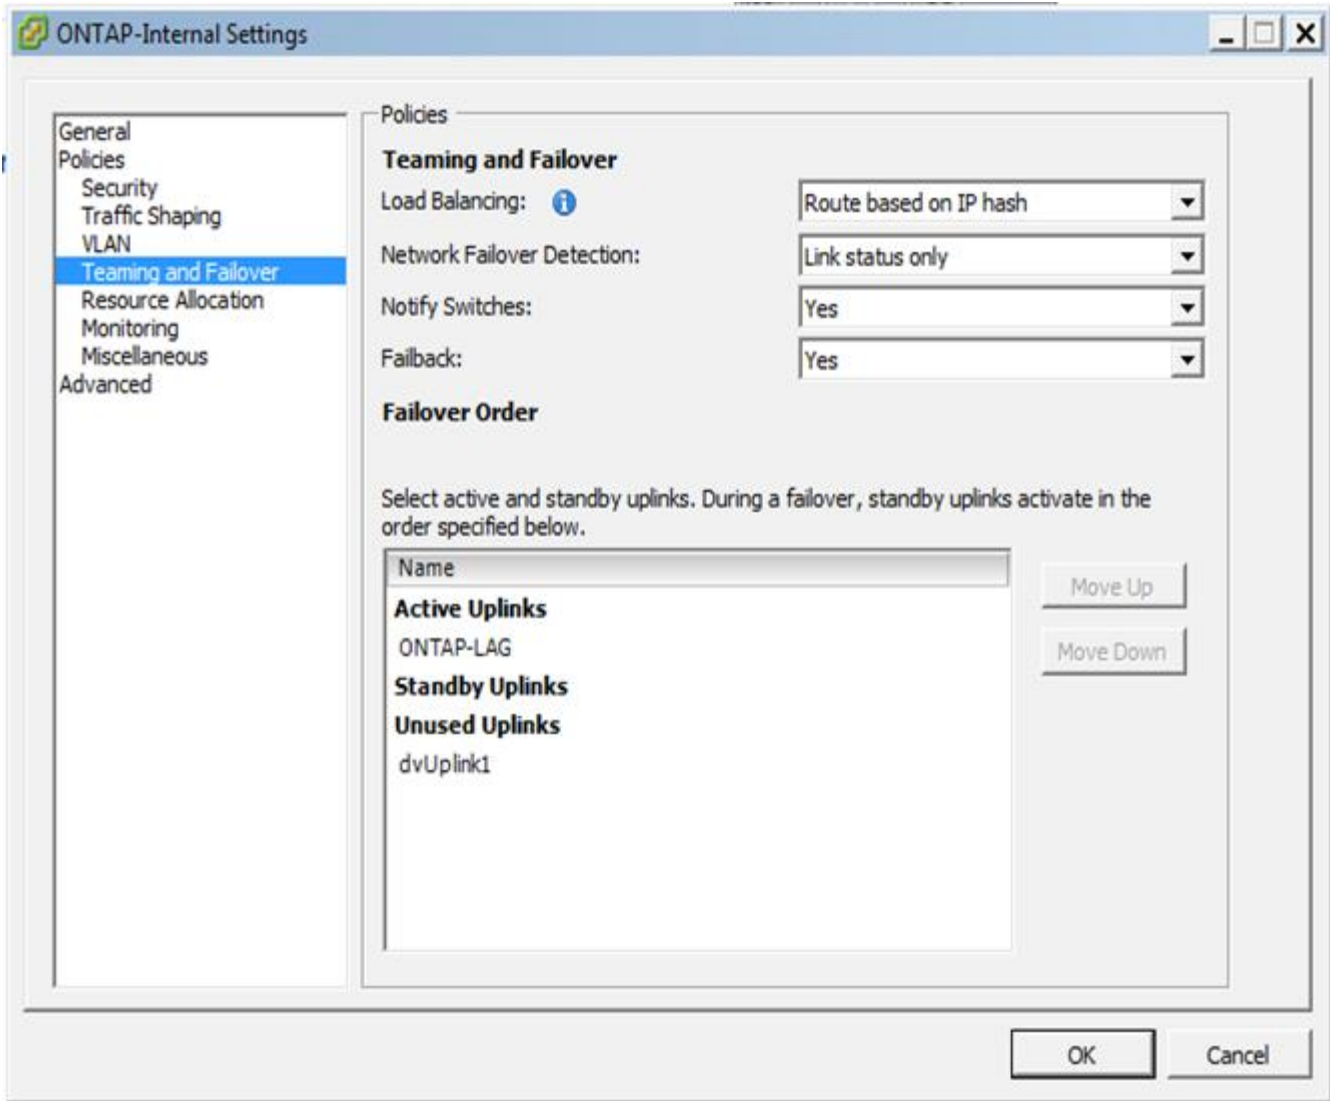 ONTAP-Internal Settings
General
Policies
Security
Traffic Shaping
VLAN
Teaming and Failover
Resource Allocation
Monitoring
Miscellaneous
Advanced
Policies
Teaming and Failover
Load Balancing: Route based on IP hash
Network Failover Detection: Link status only
Notify Switches: Yes
Failback: Yes
Failover Order
Select active and standby uplinks. During a failover, standby uplinks activate in the
order specified below.
Name
Active Uplinks
ONTAP-LAG
Standby Uplinks
Unused Uplinks
dvUplink1
Move Up
Move Down
OK Cancel